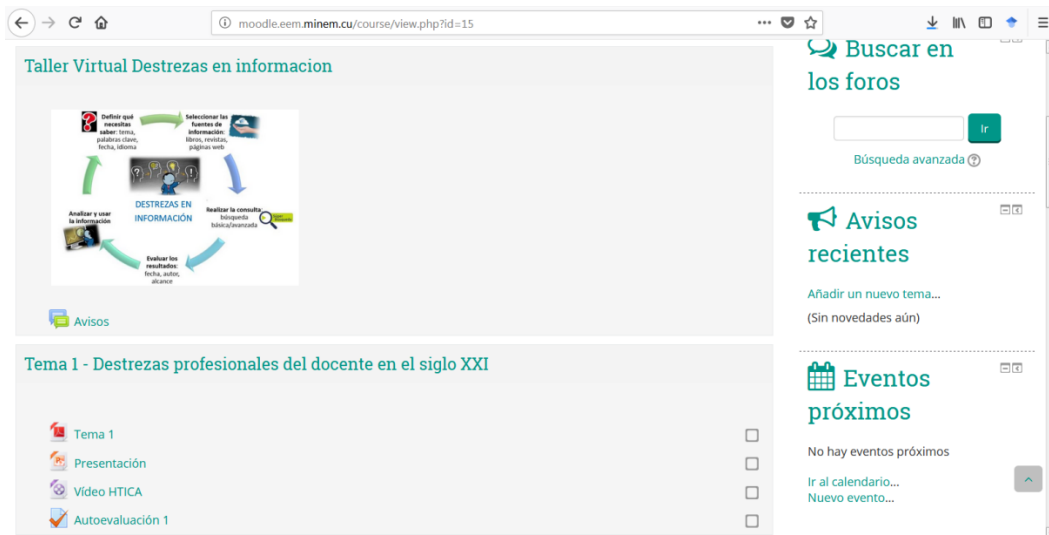 moodle.eem.minem.cu/course/view.php?id=15
Taller Virtual Destrezas en informacion
Definir qué
necesitas
saber: tema,
palabras clave,
fecha, idioma
Seleccionar las
fuentes de
información:
libros, revistas,
páginas web
DESTREZAS EN
INFORMACIÓN
Realizar la consulta:
búsqueda
básica/avanzada
Analizar y usar
la información
Evaluar los
resultados:
fecha, autor,
alcance
Avisos
Tema 1 - Destrezas profesionales del docente en el siglo XXI
Tema 1
Presentación
Vídeo HTICA
Autoevaluación 1
Buscar en
los foros
Ir
Búsqueda avanzada
Avisos
recientes
Añadir un nuevo tema...
(Sin novedades aún)
Eventos
próximos
No hay eventos próximos
Ir al calendario...
Nuevo evento...